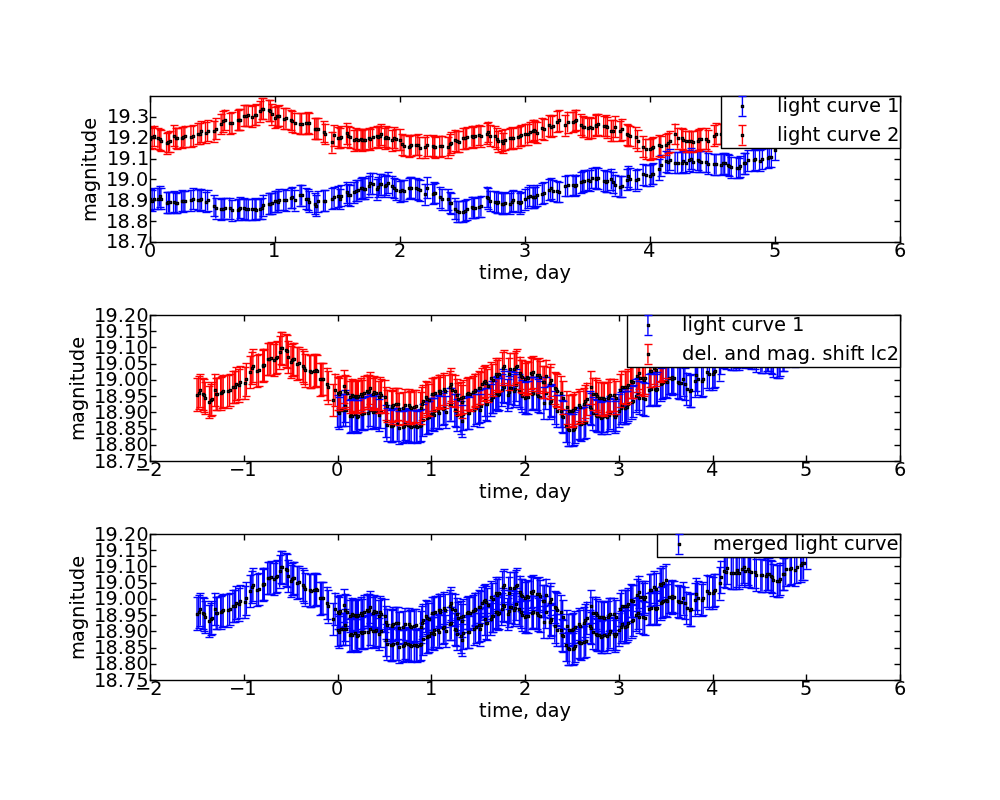 19.3
19.2
19.1
19.0
18.9
18.8
18.7
magnitude
light curve 1
light curve 2
0 1 2 3 4 5 6
time, day
19.20
19.15
19.10
19.05
19.00
18.95
18.90
18.85
18.80
18.75
magnitude
light curve 1
del. and mag. shift lc2
−2 −1 0 1 2 3 4 5 6
time, day
19.20
19.15
19.10
19.05
19.00
18.95
18.90
18.85
18.80
18.75
magnitude
merged light curve
−2 −1 0 1 2 3 4 5 6
time, day